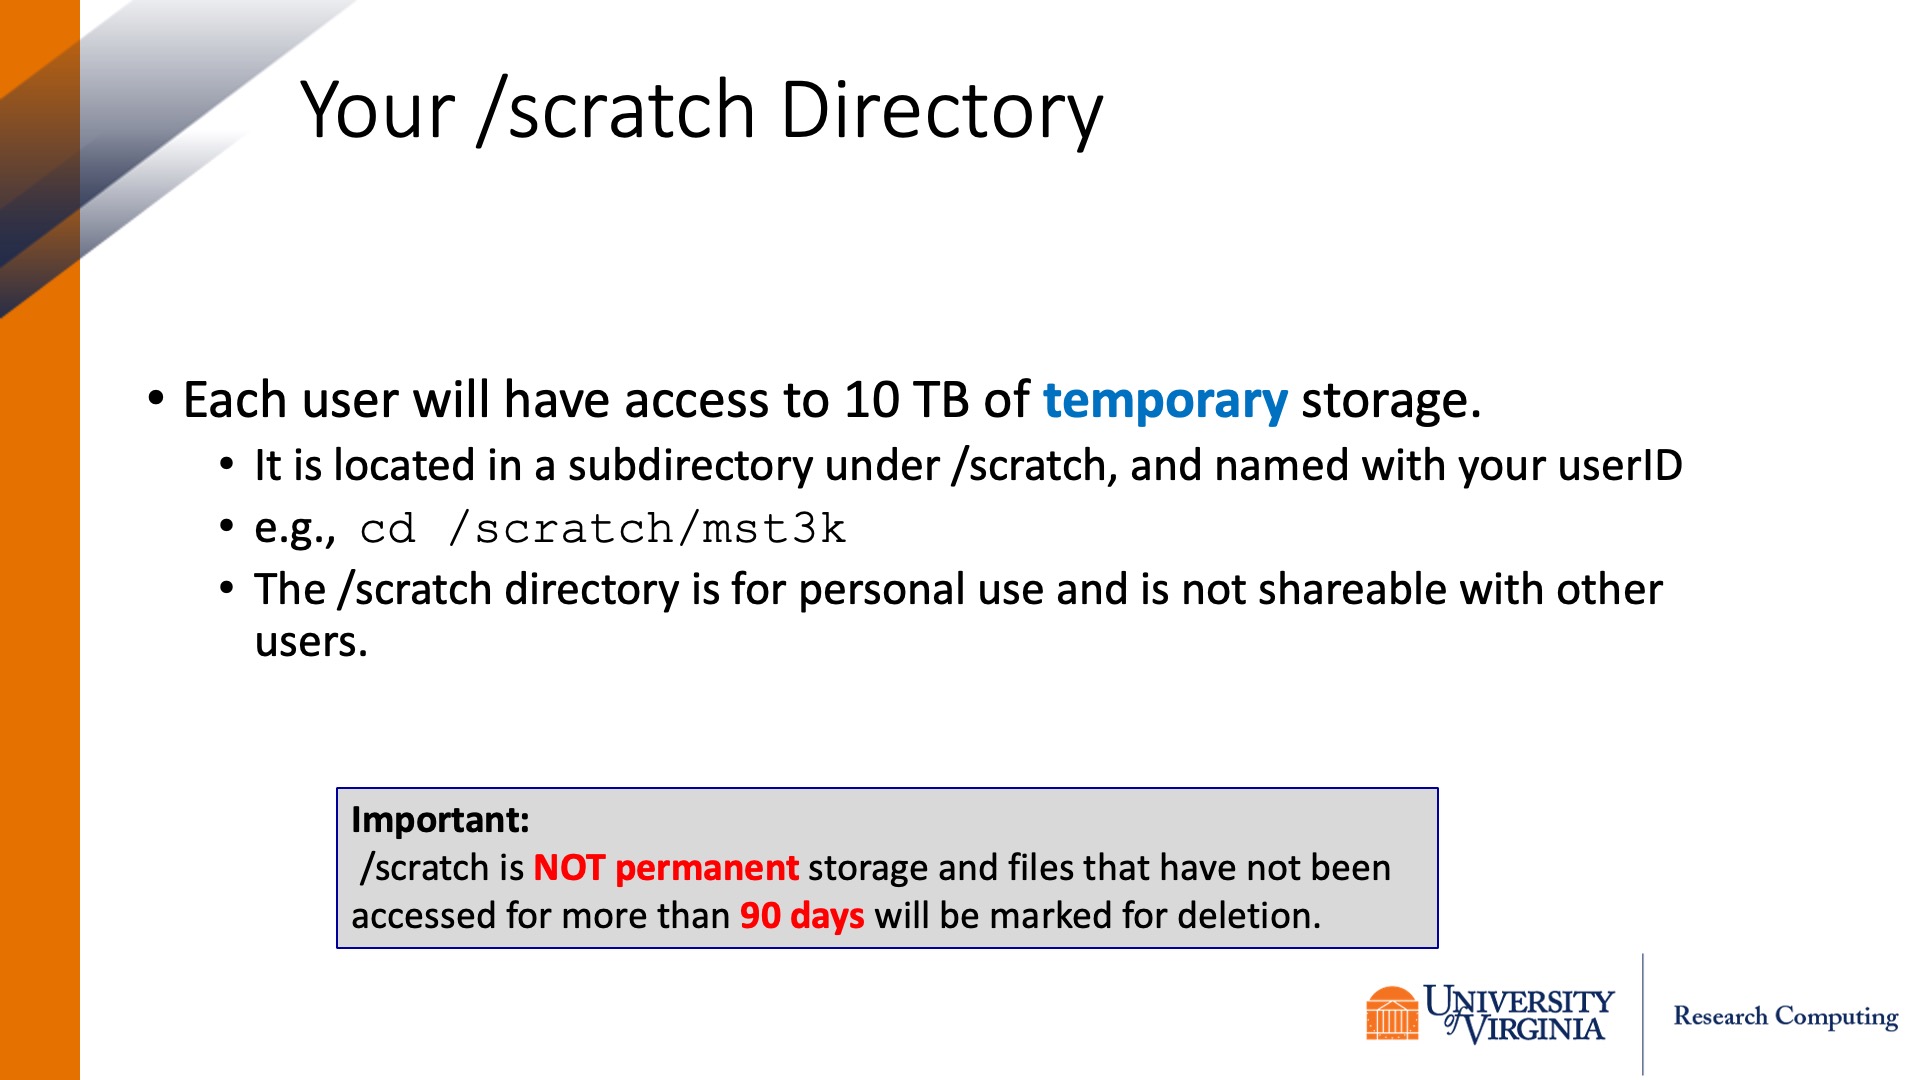 Your /scratch Directory
• Each user will have access to 10 TB of temporary storage.
• It is located in a subdirectory under /scratch, and named with your userID
• e.g., cd /scratch/mst3k
• The /scratch directory is for personal use and is not shareable with other
users.
Important:
/scratch is NOT permanent storage and files that have not been
accessed for more than 90 days will be marked for deletion.
UNIVERSITY
of VIRGINIA
Research Computing